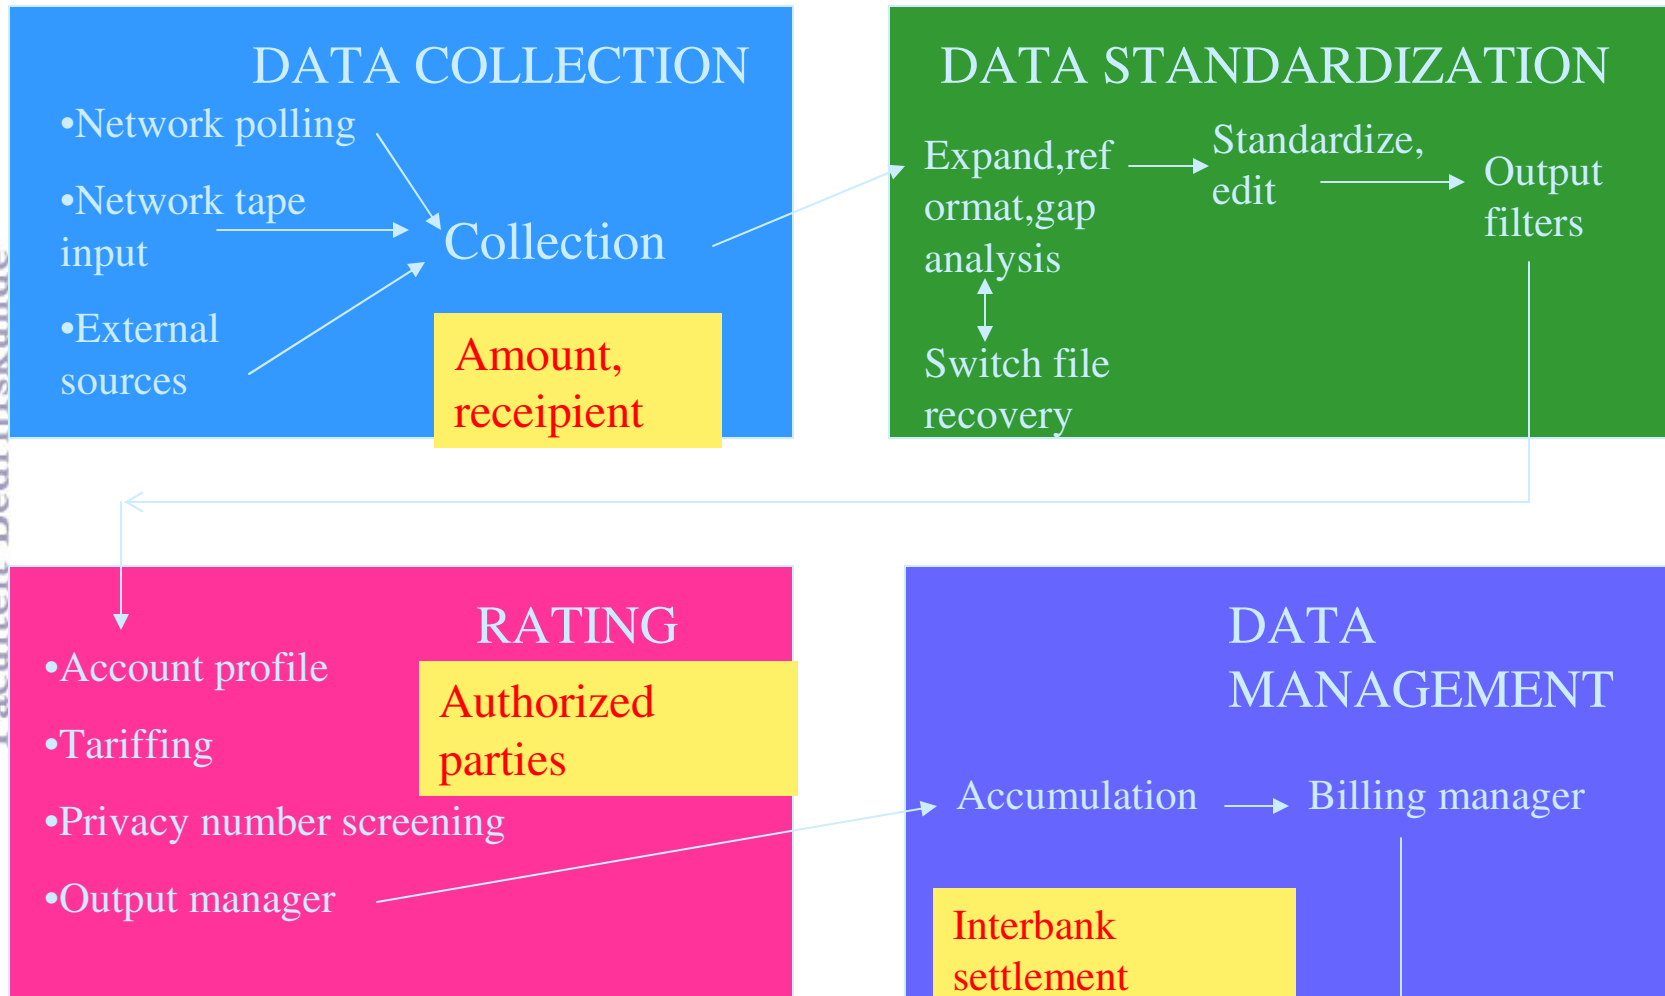 DATA COLLECTION
•Network polling
•Network tape
input
•External
sources
Collection
Amount,
receipient
DATA STANDARDIZATION
Expand,ref
ormat,gap
analysis
Switch file
recovery
Standardize,
edit
Output
filters
RATING
•Account profile
•Tariffing
•Privacy number screening
•Output manager
Authorized
parties
DATA
MANAGEMENT
Accumulation
Billing manager
Interbank
settlement